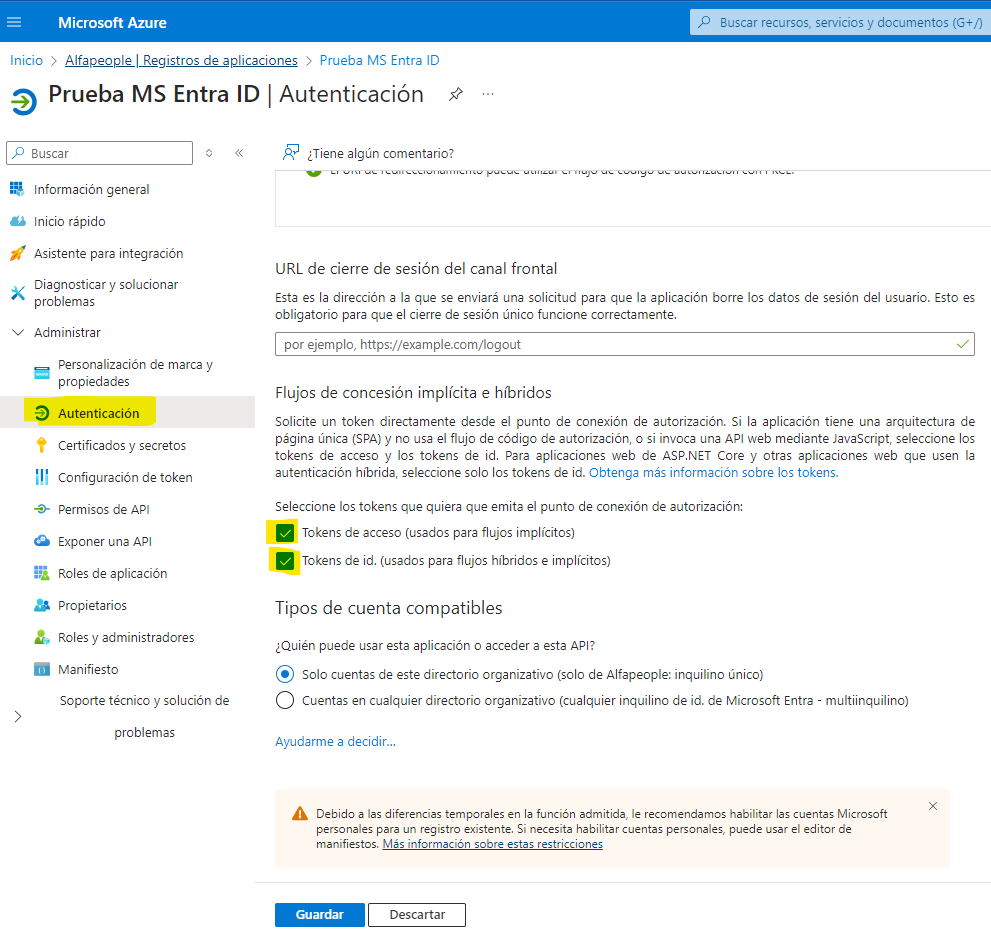 Microsoft Azure
Buscar recursos, servicios y documentos (G+/)
Inicio > Alfapeople | Registros de aplicaciones > Prueba MS Entra ID
Prueba MS Entra ID | Autenticación
Buscar
¿Tiene algún comentario?
Información general
Inicio rápido
Asistente para integración
Diagnosticar y solucionar
problemas
Administrar
Personalización de marca y
propiedades
Autenticación
Certificados y secretos
Configuración de token
Permisos de API
Exponer una API
Roles de aplicación
Propietarios
Roles y administradores
Manifiesto
Soporte técnico y solución de
problemas
El URI de redireccionamiento puede utilizar el flujo de código de autorización con PKCE.
URL de cierre de sesión del canal frontal
Esta es la dirección a la que se enviará una solicitud para que la aplicación borre los datos de sesión del usuario. Esto es
obligatorio para que el cierre de sesión único funcione correctamente.
por ejemplo, https://example.com/logout
Flujos de concesión implícita e híbridos
Solicite un token directamente desde el punto de conexión de autorización. Si la aplicación tiene una arquitectura de
página única (SPA) y no usa el flujo de código de autorización, o si invoca una API web mediante JavaScript, seleccione los
tokens de acceso y los tokens de id. Para aplicaciones web de ASP.NET Core y otras aplicaciones web que usen la
autenticación híbrida, seleccione solo los tokens de id. Obtenga más información sobre los tokens.
Seleccione los tokens que quiera que emita el punto de conexión de autorización:
Tokens de acceso (usados para flujos implícitos)
Tokens de id. (usados para flujos híbridos e implícitos)
Tipos de cuenta compatibles
¿Quién puede usar esta aplicación o acceder a esta API?
Solo cuentas de este directorio organizativo (solo de Alfapeople: inquilino único)
Cuentas en cualquier directorio organizativo (cualquier inquilino de id. de Microsoft Entra - multiinquilino)
Ayudarme a decidir...
Debido a las diferencias temporales en la función admitida, le recomendamos habilitar las cuentas Microsoft
personales para un registro existente. Si necesita habilitar cuentas personales, puede usar el editor de
manifiestos. Más información sobre estas restricciones
Guardar
Descartar